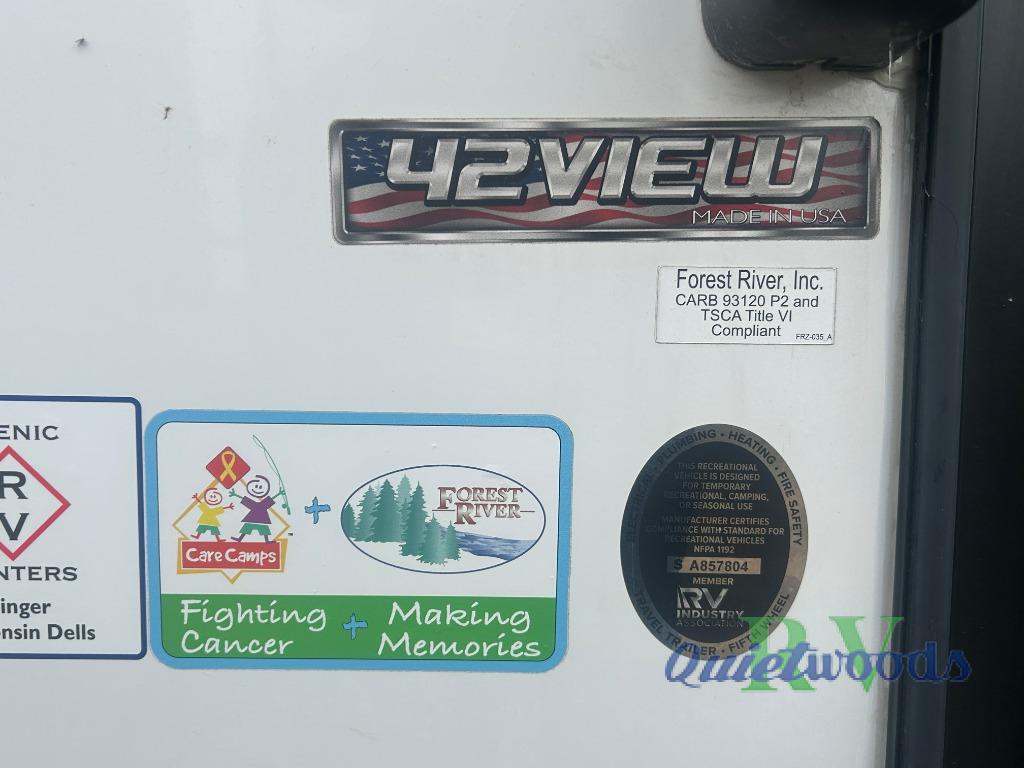 42VIEW
MADE IN USA
Forest River, Inc.
CARB 93120 P2 and
TSCA Title VI
Compliant
FRZ-035_A
ENIC
R
V
NTERS
inger
onsin Dells
Care Camps
™
+
FOREST
RIVER
Fighting + Making
Cancer Memories
ELECTRICAL • PLUMBING • HEATING • FIRE SAFETY
THIS RECREATIONAL
VEHICLE IS DESIGNED
FOR TEMPORARY
RECREATIONAL, CAMPING,
OR SEASONAL USE
MANUFACTURER CERTIFIES
COMPLIANCE WITH STANDARD FOR
RECREATIONAL VEHICLES
NFPA 1192
S A857804
MEMBER
RV
INDUSTRY
ASSOCIATION
TRAVEL TRAILER • FIFTH WHEEL
Quietwoods
RV